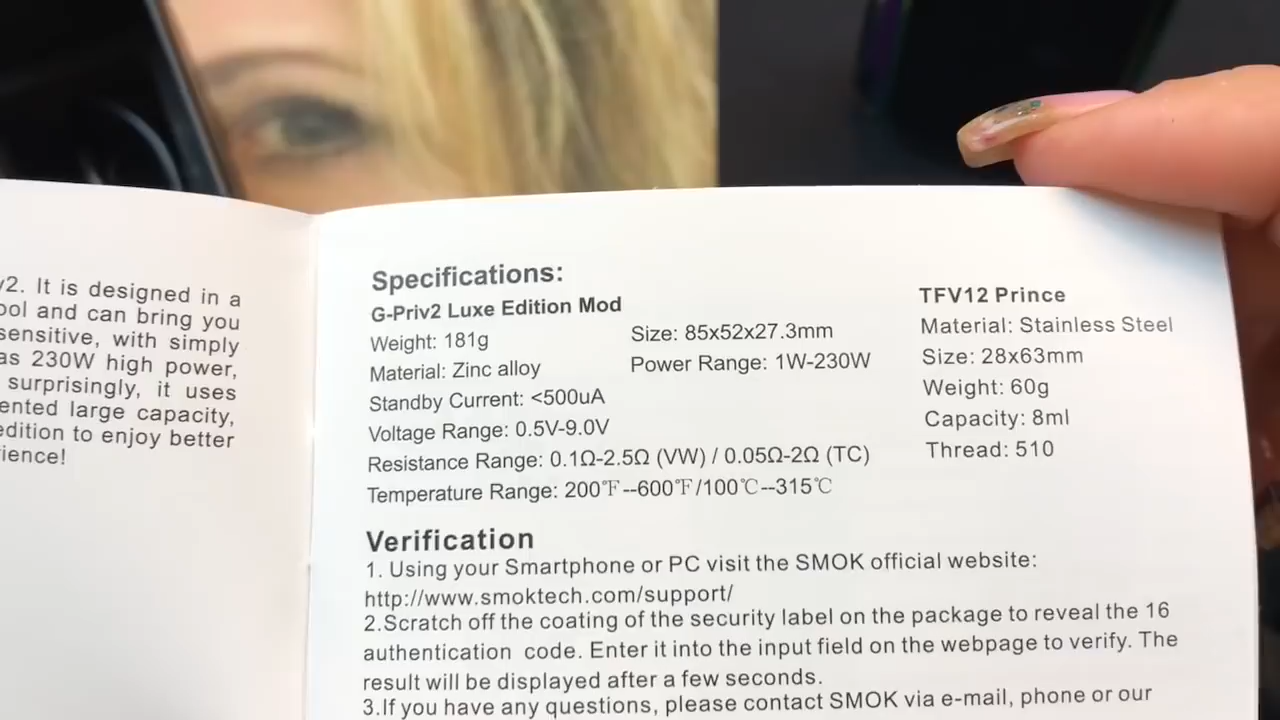 v2. It is designed in a
ool and can bring you
sensitive, with simply
as 230W high power,
surprisingly, it uses
ented large capacity,
edition to enjoy better
ience!
Specifications:
G-Priv2 Luxe Edition Mod
Weight: 181g
Size: 85x52x27.3mm
Material: Zinc alloy
Power Range: 1W-230W
Standby Current: <500uA
Voltage Range: 0.5V-9.0V
Resistance Range: 0.1Ω-2.5Ω (VW) / 0.05Ω-2Ω (TC)
Temperature Range: 200℉--600℉/100℃--315℃
TFV12 Prince
Material: Stainless Steel
Size: 28x63mm
Weight: 60g
Capacity: 8ml
Thread: 510
Verification
1. Using your Smartphone or PC visit the SMOK official website:
http://www.smoktech.com/support/
2.Scratch off the coating of the security label on the package to reveal the 16
authentication code. Enter it into the input field on the webpage to verify. The
result will be displayed after a few seconds.
3.If you have any questions, please contact SMOK via e-mail, phone or our